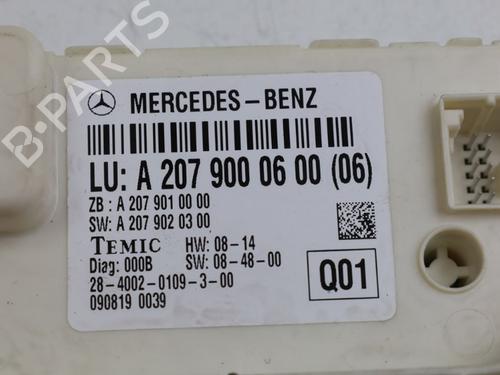 B-PARTS
MERCEDES-BENZ
LU: A 207 900 06 00 (06)
ZB : A 207 901 00 00
SW: A 207 902 03 00
TEMIC HW: 08-14
Diag: 000B SW: 08-48-00
28-4002-0109-3-00
090819 0039
Q01